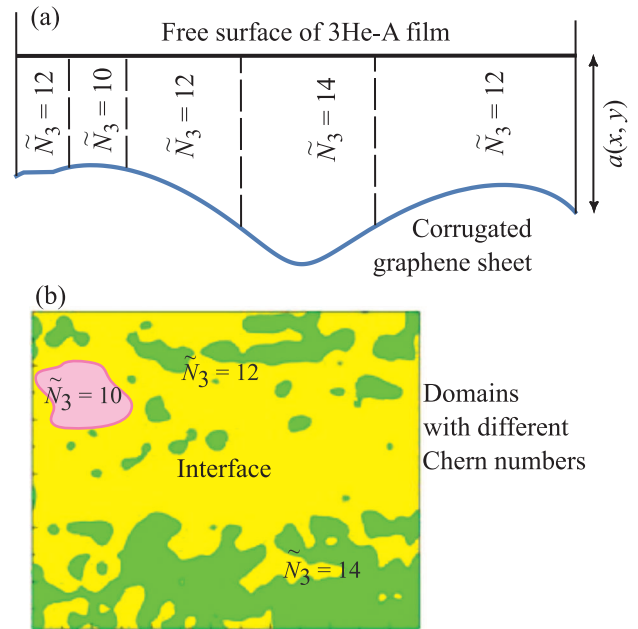 (a)
Free surface of 3He-A film
Ñ3 = 12
Ñ3 = 10
Ñ3 = 12
Ñ3 = 14
Ñ3 = 12
a(x, y)
Corrugated
graphene sheet
(b)
Ñ3 = 12
Ñ3 = 10
Domains
with different
Chern numbers
Interface
Ñ3 = 14